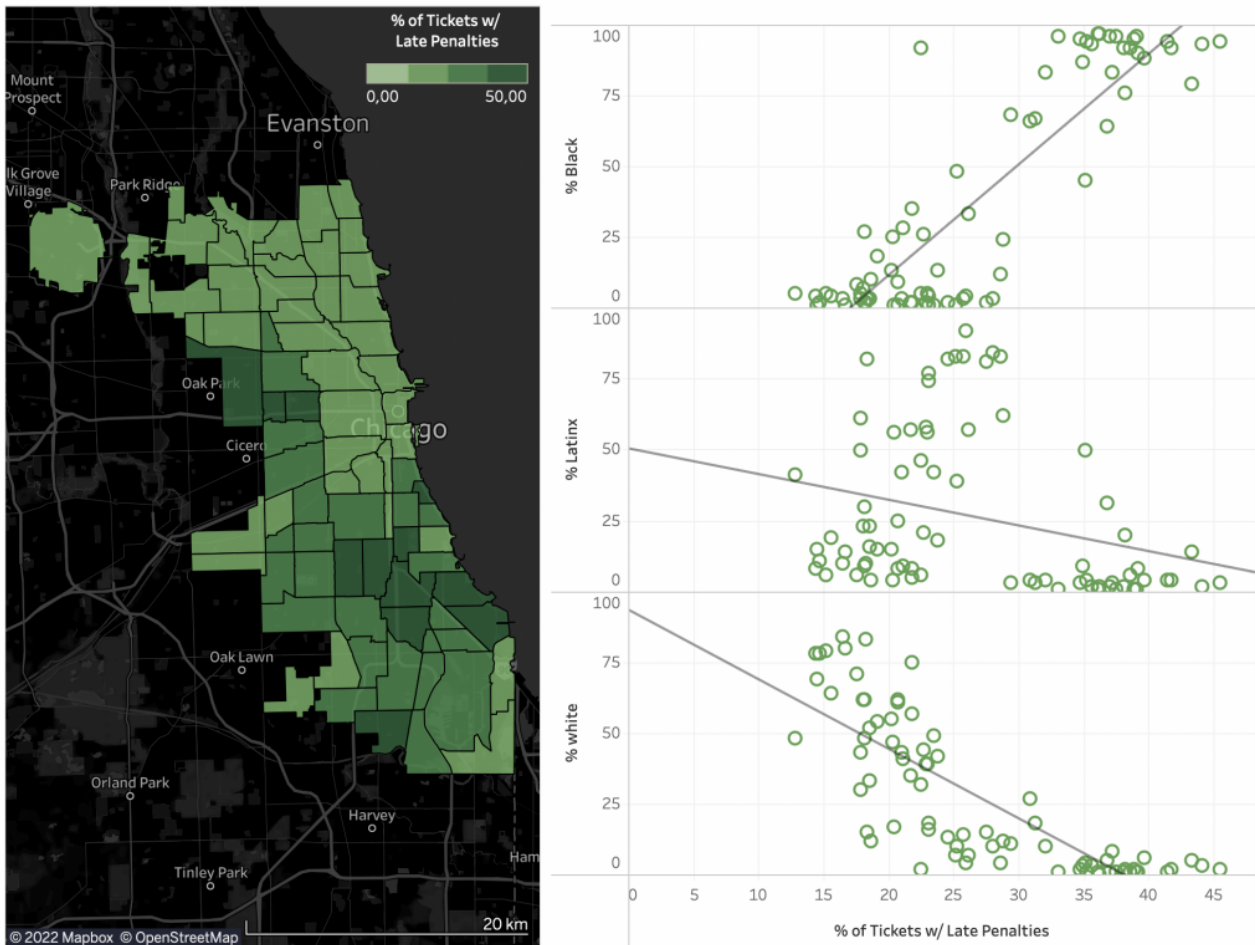 % of Tickets w/
Late Penalties
0,00 50,00
Mount
Prospect
Evanston
lk Grove
Village
Park Ridge
Oak Park
Chicago
Cicero
Oak Lawn
Orland Park
Harvey
Tinley Park
Ham
20 km
© 2022 Mapbox © OpenStreetMap
100
75
50
25
0
% Black
100
75
50
25
0
% Latinx
100
75
50
25
0
% white
0 5 10 15 20 25 30 35 40 45
% of Tickets w/ Late Penalties